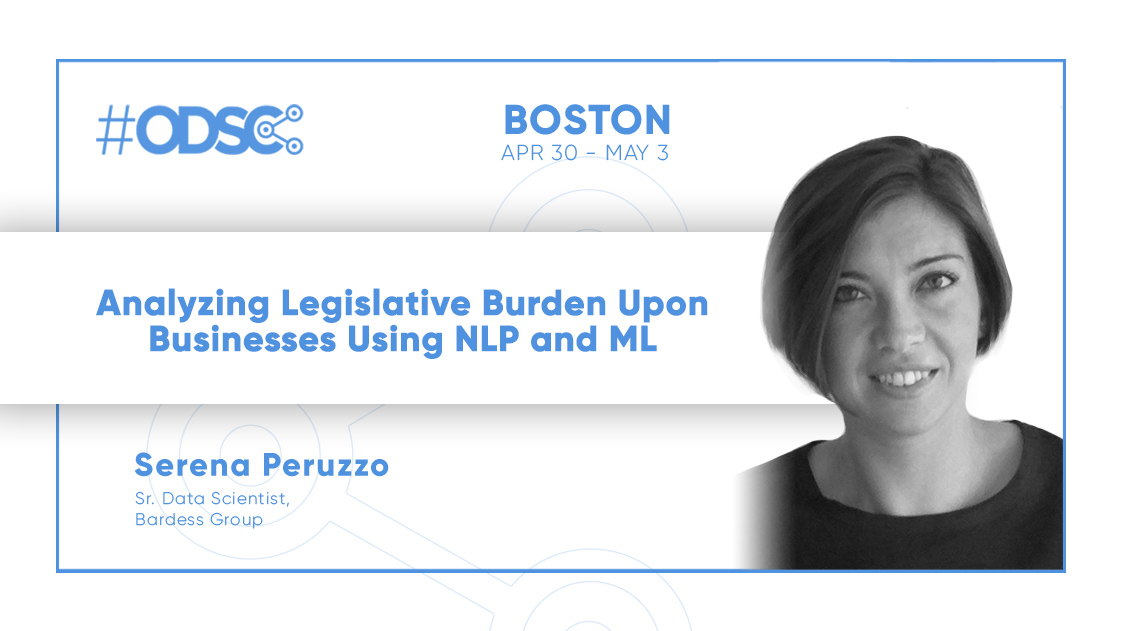 #ODSC
BOSTON
APR 30 - MAY 3
Analyzing Legislative Burden Upon
Businesses Using NLP and ML
Serena Peruzzo
Sr. Data Scientist,
Bardess Group